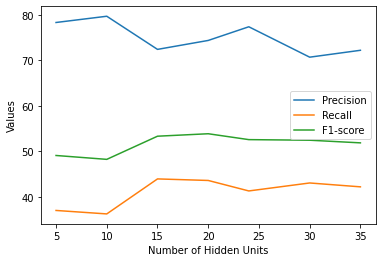 80
70
60
50
40
Values
Precision
Recall
F1-score
5 10 15 20 25 30 35
Number of Hidden Units